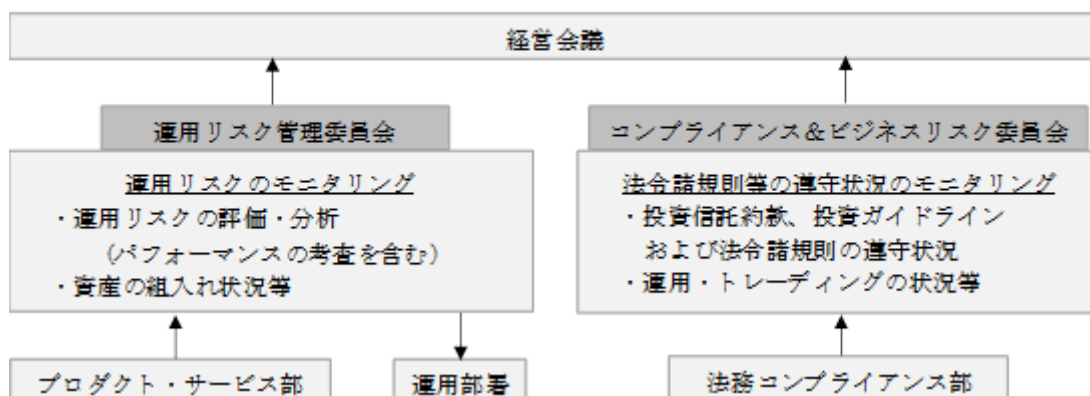 経営会議
運用リスク管理委員会
運用リスクのモニタリング
・運用リスクの評価・分析
(パフォーマンスの考査を含む)
・資産の組入れ状況等
コンプライアンス&ビジネスリスク委員会
法令諸規則等の遵守状況のモニタリング
・投資信託約款、投資ガイドライン
および法令諸規則の遵守状況
・運用・トレーディングの状況等
プロダクト・サービス部
運用部署
法務コンプライアンス部